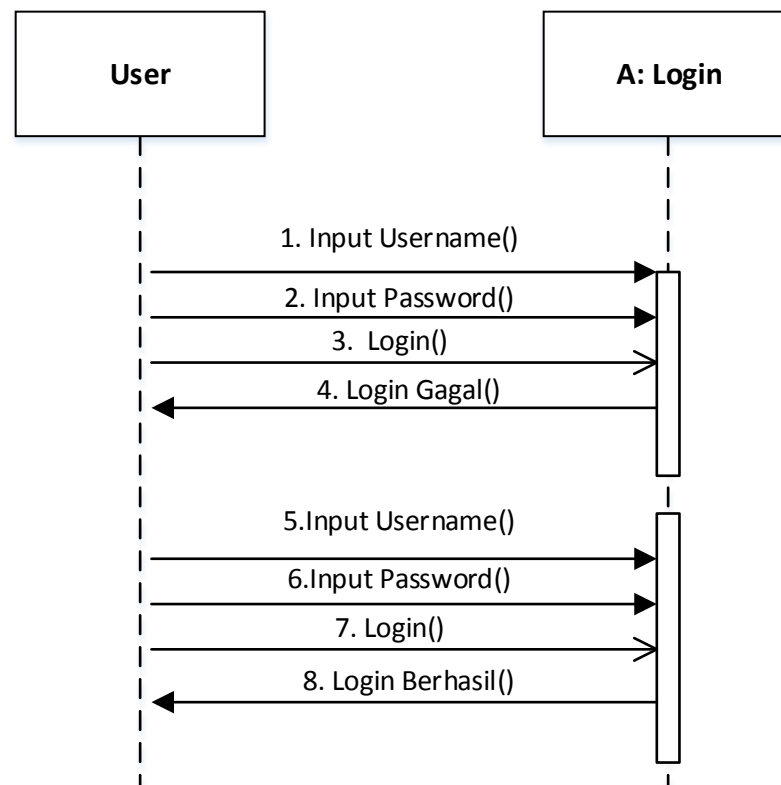 User
A: Login
1. Input Username()
2. Input Password()
3.  Login()
4. Login Gagal()
5.Input Username()
6.Input Password()
7. Login()
8. Login Berhasil()